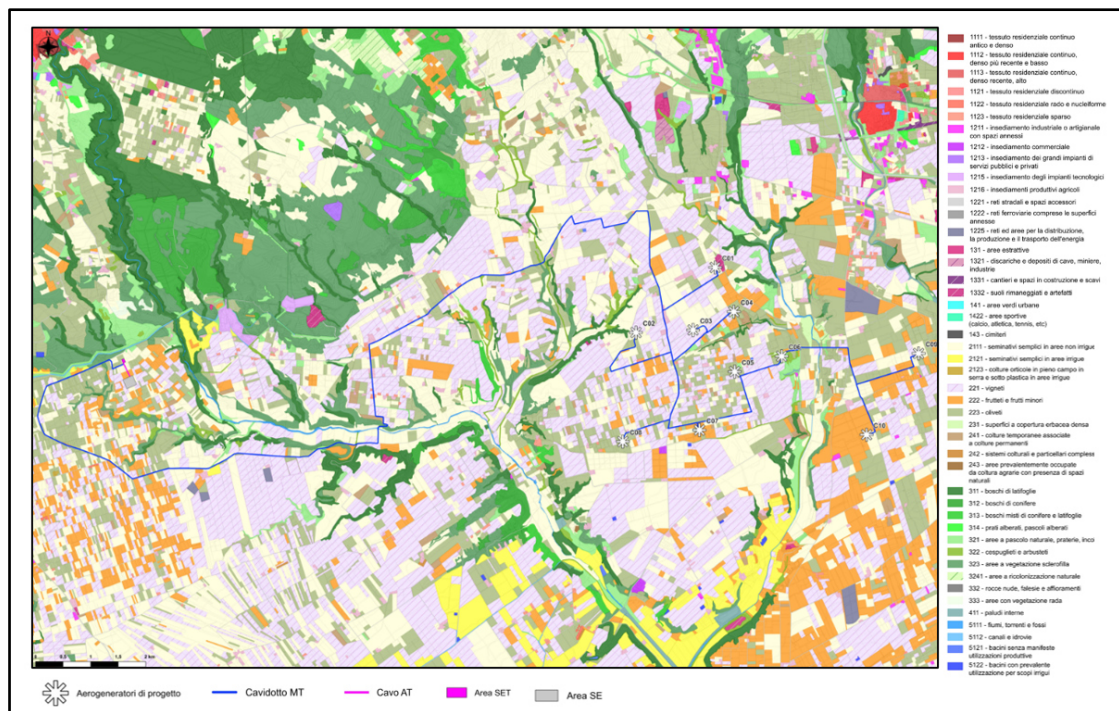 N
C01
C02
C03
C04
C05
C06
C07
C08
C09
C10
0
0.5
1
1.5
2 km
1111 - tessuto residenziale continuo
antico e denso
1112 - tessuto residenziale continuo,
denso più recente e basso
1113 - tessuto residenziale continuo,
denso recente, alto
1121 - tessuto residenziale discontinuo
1122 - tessuto residenziale rado e nucleiforme
1123 - tessuto residenziale sparso
1211 - insediamento industriale o artigianale
con spazi annessi
1212 - insediamento commerciale
1213 - insediamento dei grandi impianti di
servizi pubblici e privati
1215 - insediamento degli impianti tecnologici
1216 - insediamenti produttivi agricoli
1221 - reti stradali e spazi accessori
1222 - reti ferroviarie comprese le superfici
annesse
1225 - reti ed aree per la distribuzione,
la produzione e il trasporto dell'energia
131 - aree estrattive
1321 - discariche e depositi di cave, miniere,
industrie
1331 - cantieri e spazi in costruzione e scavi
1332 - suoli rimaneggiati e artefatti
141 - aree verdi urbane
1422 - aree sportive
(calcio, atletica, tennis, etc)
143 - cimiteri
2111 - seminativi semplici in aree non irrigue
2121 - seminativi semplici in aree irrigue
2123 - colture orticole in pieno campo in
serra e sotto plastica in aree irrigue
221 - vigneti
222 - frutteti e frutti minori
223 - oliveti
231 - superfici a copertura erbacea densa
241 - colture temporanee associate
a colture permanenti
242 - sistemi colturali e particellari complessi
243 - aree prevalentemente occupate
da coltura agrarie con presenza di spazi
naturali
311 - boschi di latifoglie
312 - boschi di conifere
313 - boschi misti di conifere e latifoglie
314 - prati alberati, pascoli alberati
321 - aree a pascolo naturale, praterie, inco
322 - cespuglieti e arbusteti
323 - aree a vegetazione sclerofilla
3241 - aree a ricolonizzazione naturale
332 - rocce nude, falesie e affioramenti
333 - aree con vegetazione rada
411 - paludi interne
5111 - fiumi, torrenti e fossi
5112 - canali e idrovie
5121 - bacini senza manifeste
utilizzazioni produttive
5122 - bacini con prevalente
utilizzazione per scopi irrigui
Aerogeneratori di progetto
Cavidotto MT
Cavo AT
Area SET
Area SE